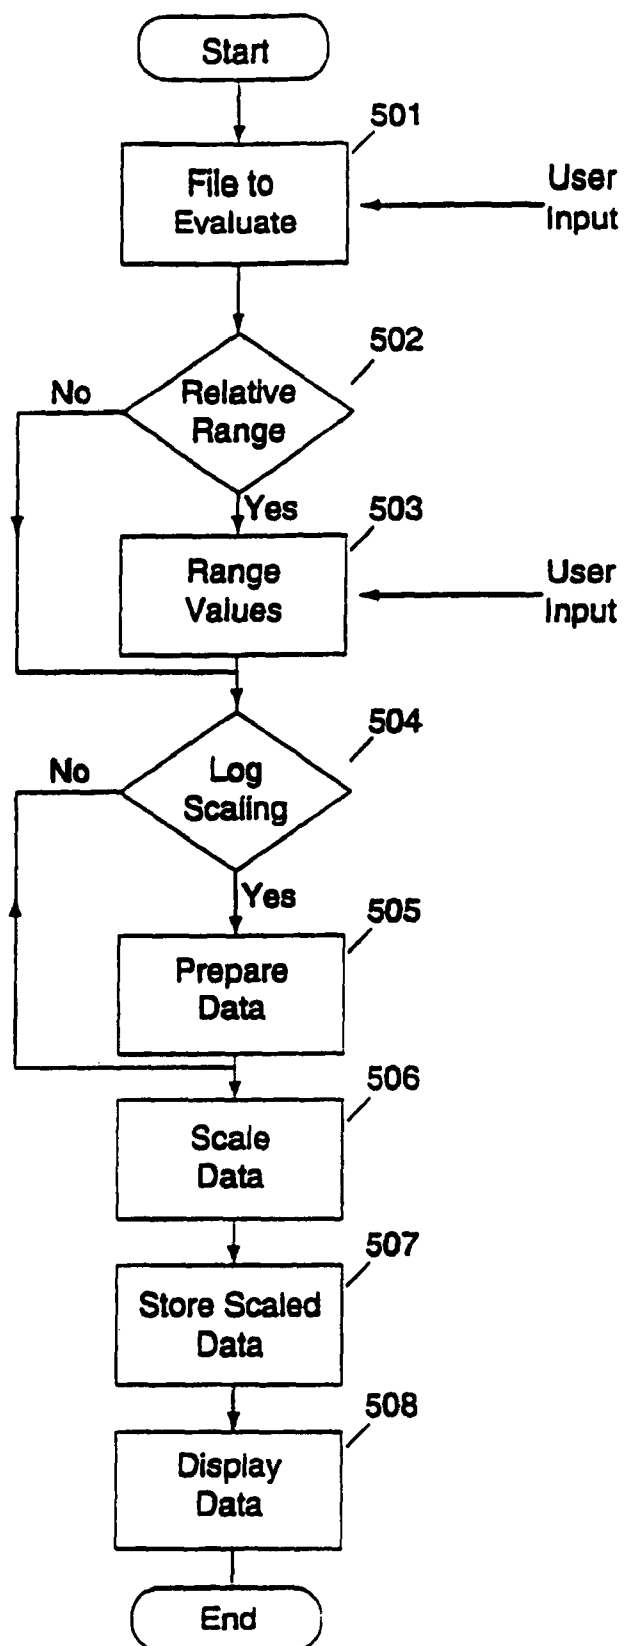 Start
501
File to
Evaluate
User
Input
502
No
Relative
Range
Yes
503
Range
Values
User
Input
504
No
Log
Scaling
Yes
505
Prepare
Data
506
Scale
Data
507
Store Scaled
Data
508
Display
Data
End